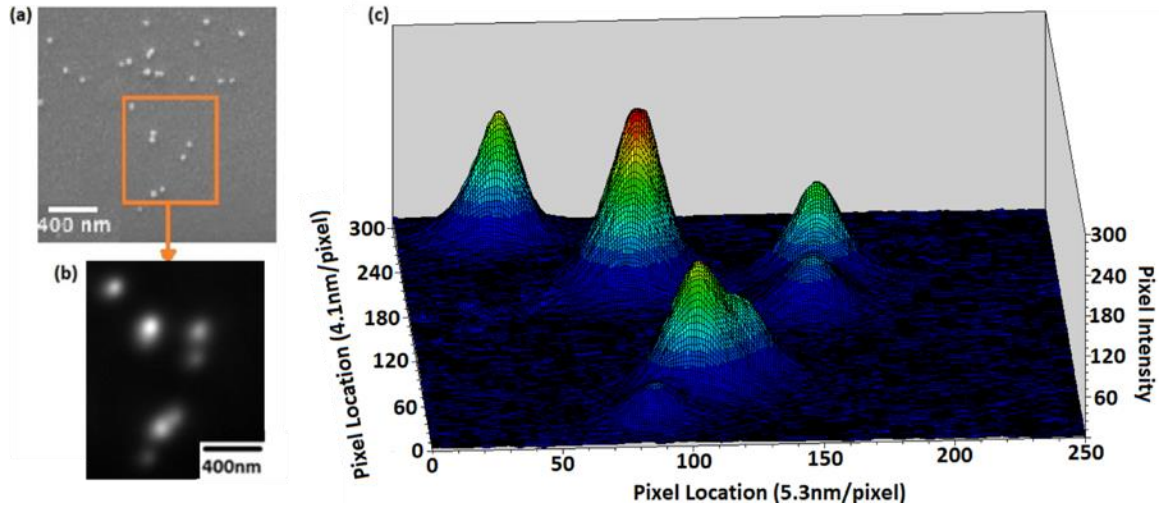 (a)
400 nm
(b)
400nm
(c)
Pixel Location (4.1nm/pixel)
300
240
180
120
60
0
0 50 100 150 200 250
Pixel Location (5.3nm/pixel)
300
240
180
120
60
0
Pixel Intensity